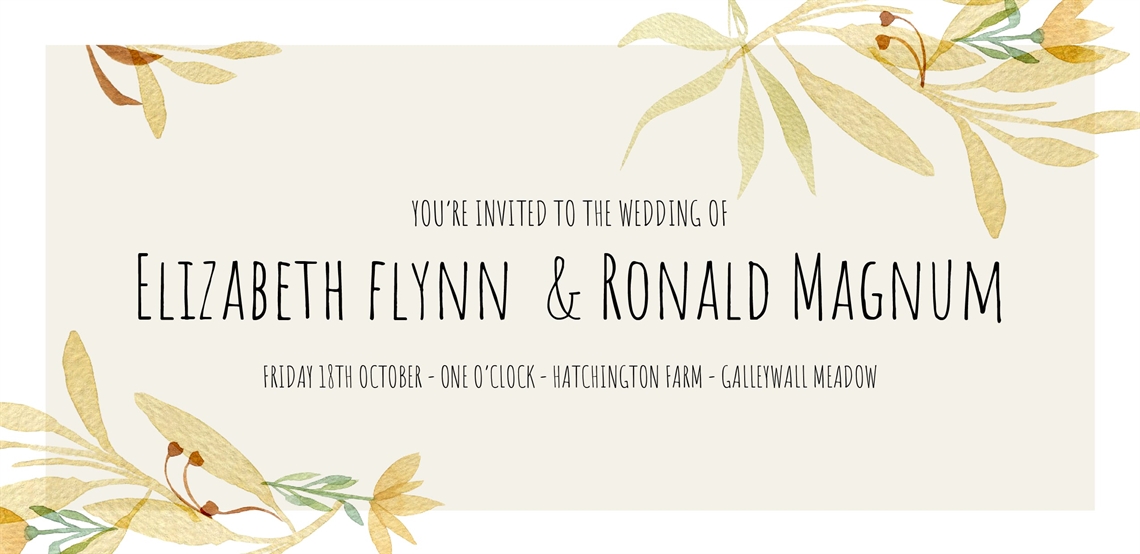 YOU'RE INVITED TO THE WEDDING OF
ELIZABETH FLYNN & RONALD MAGNUM
FRIDAY 18TH OCTOBER - ONE O'CLOCK - HATCHINGTON FARM - GALLEYWALL MEADOW